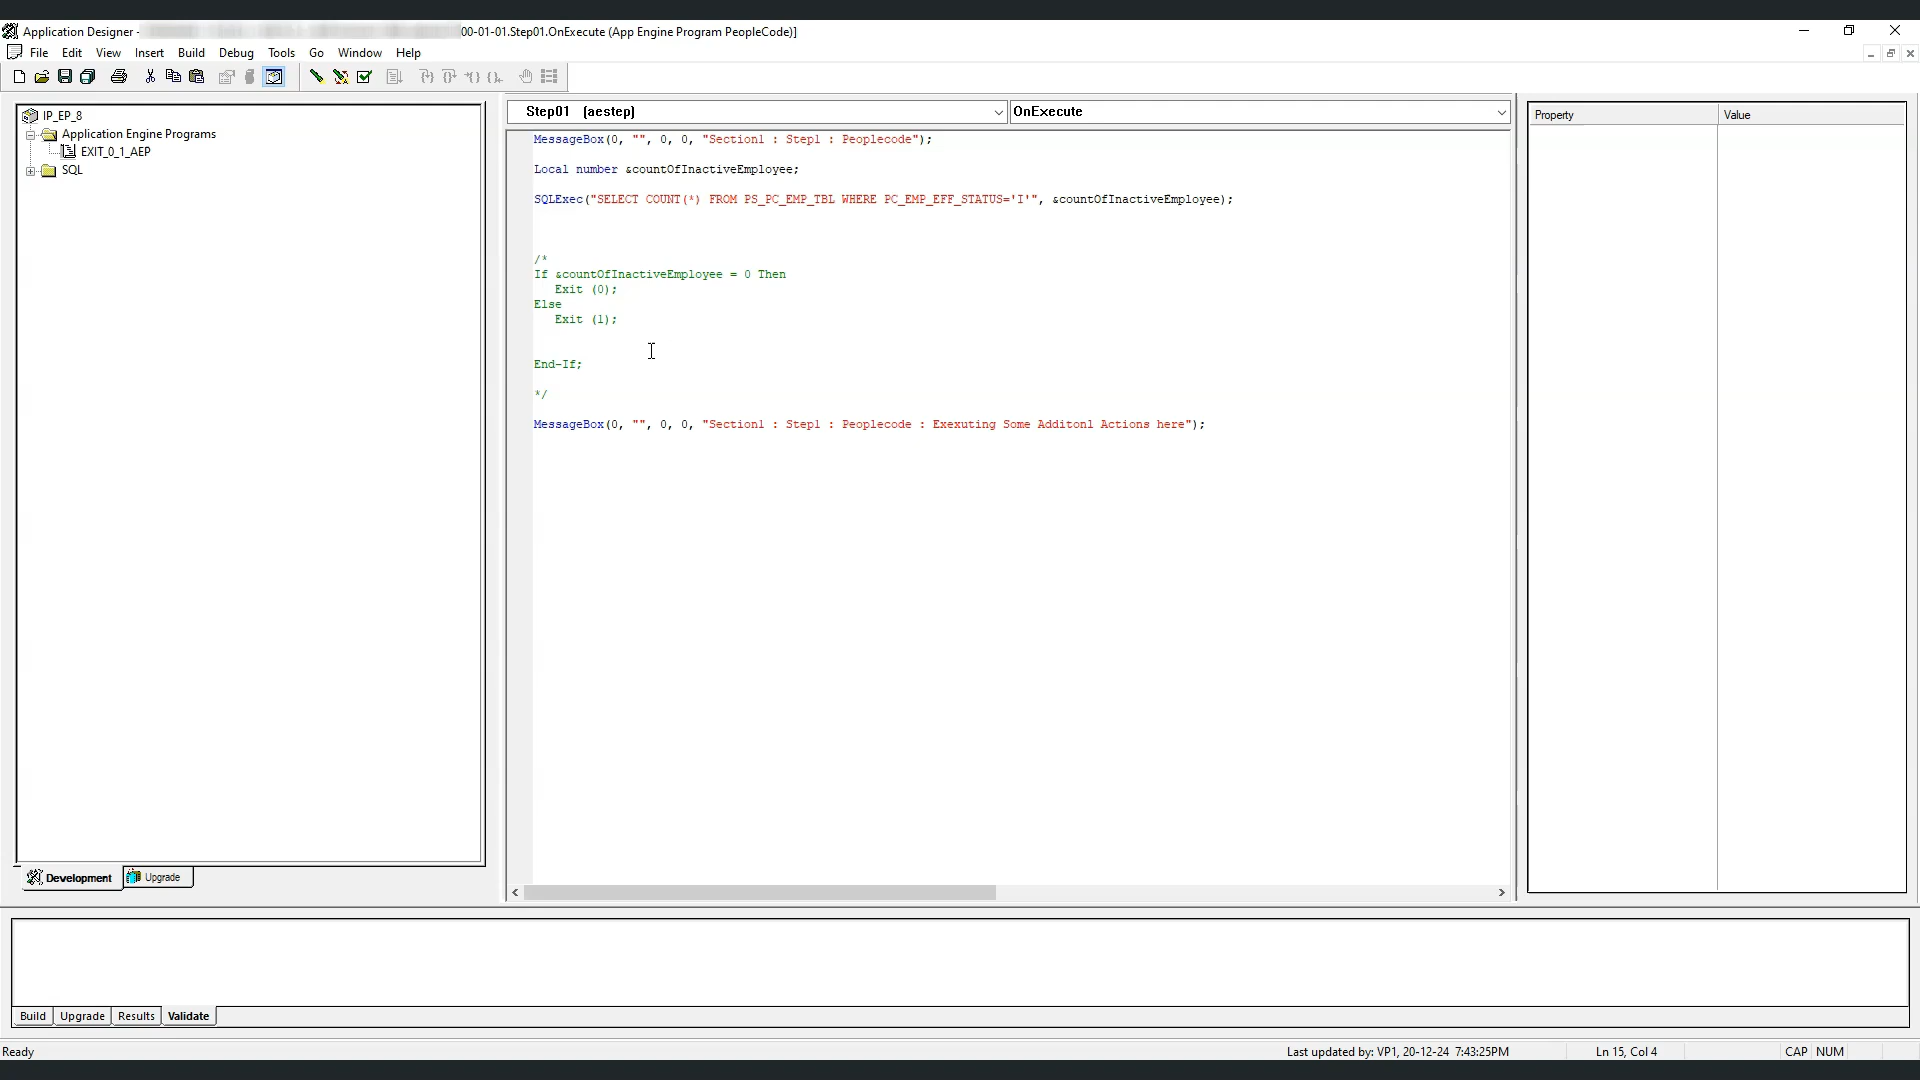 Application Designer -
00-01-01.Step01.OnExecute (App Engine Program PeopleCode)]
File Edit View Insert Build Debug Tools Go Window Help
IP_EP_8
Application Engine Programs
EXIT_0_1_AEP
SQL
Step01 (aestep)
OnExecute
MessageBox(0, "", 0, 0, "Section1 : Step1 : Peoplecode");
Local number &countOfInactiveEmployee;
SQLExec("SELECT COUNT(*) FROM PS_PC_EMP_TBL WHERE PC_EMP_EFF_STATUS='I'", &countOfInactiveEmployee);
/*
If &countOfInactiveEmployee = 0 Then
Exit (0);
Else
Exit (1);
End-If;
*/
MessageBox(0, "", 0, 0, "Section1 : Step1 : Peoplecode : Exexuting Some Additonl Actions here");
Property Value
Development Upgrade
Build Upgrade Results Validate
Ready
Last updated by: VP1, 20-12-24 7:43:25PM
Ln 15, Col 4
CAP NUM